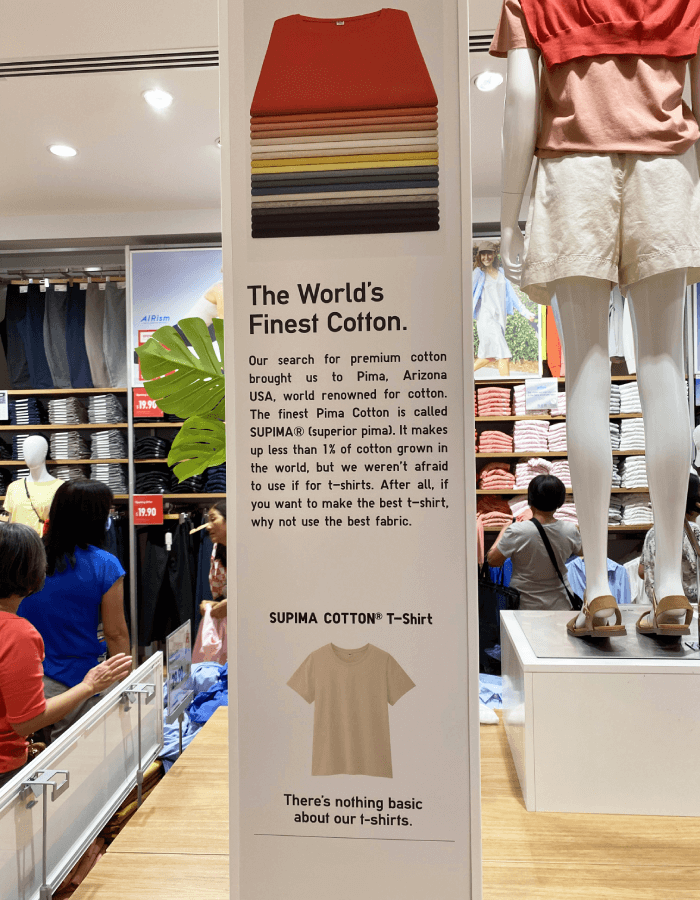 The World's
Finest Cotton.
Our search for premium cotton
brought us to Pima, Arizona
USA, world renowned for cotton.
The finest Pima Cotton is called
SUPIMA® (superior pima). It makes
up less than 1% of cotton grown in
the world, but we weren't afraid
to use if for t-shirts. After all, if
you want to make the best t-shirt,
why not use the best fabric.
SUPIMA COTTON® T-Shirt
There's nothing basic
about our t-shirts.
AIRism
19.90
19.90